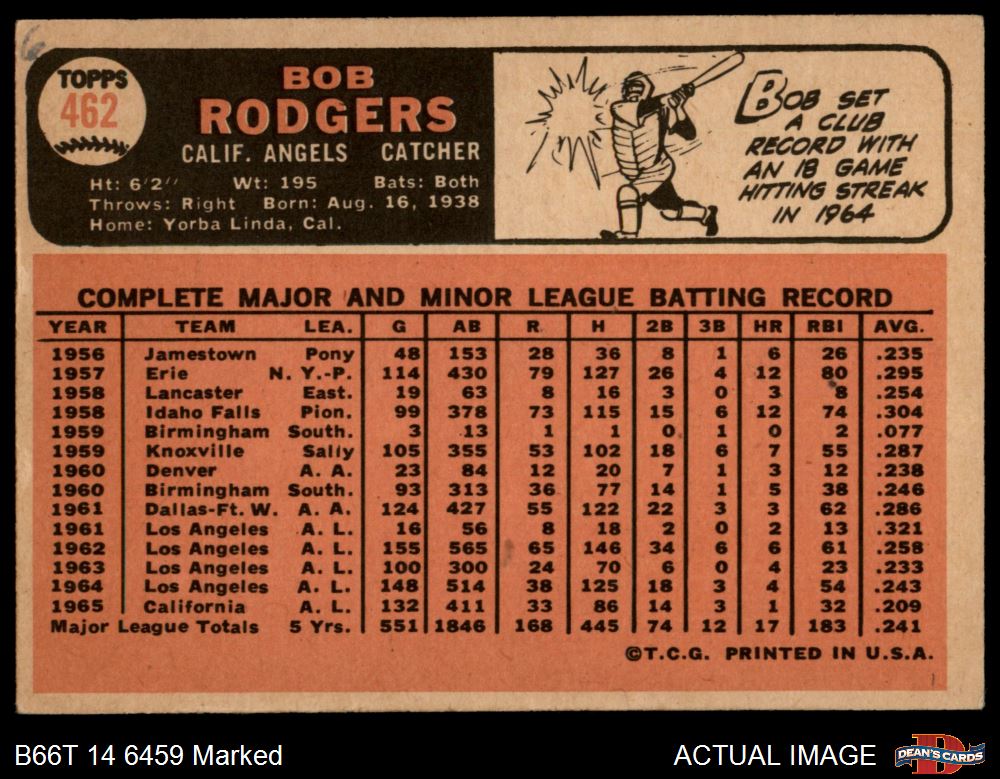 6
TOPPS
462
BOB
RODGERS
CALIF. ANGELS CATCHER
Ht: 6'2" Wt: 195 Bats: Both
Throws: Right Born: Aug. 16, 1938
Home: Yorba Linda, Cal.
BOB SET
A CLUB
RECORD WITH
AN 18 GAME
HITTING STREAK
IN 1964
COMPLETE MAJOR AND MINOR LEAGUE BATTING RECORD
YEAR TEAM LEA. G AB R H 2B 3B HR RBI AVG.
1956 Jamestown Pony 48 153 28 36 8 1 6 26 .235
1957 Erie N. Y.-P. 114 430 79 127 26 4 12 80 .295
1958 Lancaster East. 19 63 8 16 3 0 3 8 .254
1958 Idaho Falls Pion. 99 378 73 115 15 6 12 74 .304
1959 Birmingham South. 3 13 1 1 0 1 0 2 .077
1959 Knoxville Sally 105 355 53 102 18 6 7 55 .287
1960 Denver A. A. 23 84 12 20 7 1 3 12 .238
1960 Birmingham South. 93 313 36 77 14 1 5 38 .246
1961 Dallas-Ft. W. A. A. 124 427 55 122 22 3 3 62 .286
1961 Los Angeles A. L. 16 56 8 18 2 0 2 13 .321
1962 Los Angeles A. L. 155 565 65 146 34 6 6 61 .258
1963 Los Angeles A. L. 100 300 24 70 6 0 4 23 .233
1964 Los Angeles A. L. 148 514 38 125 18 3 4 54 .243
1965 California A. L. 132 411 33 86 14 3 1 32 .209
Major League Totals 5 Yrs. 551 1846 168 445 74 12 17 183 .241
©T.C.G. PRINTED IN U.S.A.
B66T 14 6459 Marked
ACTUAL IMAGE
DEAN'S CARDS